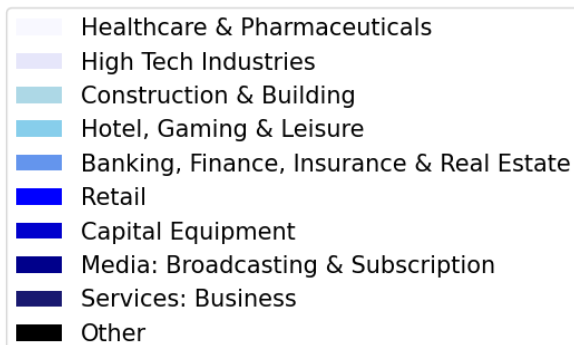 Healthcare & Pharmaceuticals
High Tech Industries
Construction & Building
Hotel, Gaming & Leisure
Banking, Finance, Insurance & Real Estate
Retail
Capital Equipment
Media: Broadcasting & Subscription
Services: Business
Other